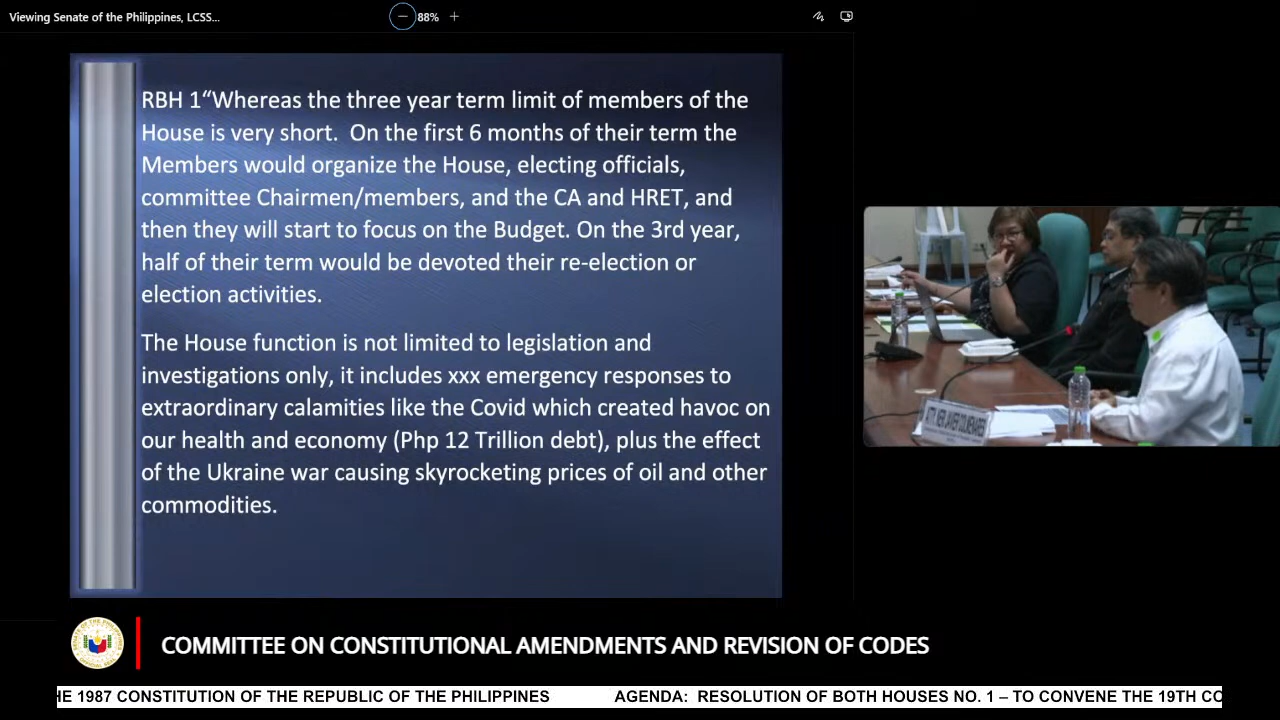 Viewing Senate of the Philippines, LCSS...
88%
RBH 1“Whereas the three year term limit of members of the
House is very short.  On the first 6 months of their term the
Members would organize the House, electing officials,
committee Chairmen/members, and the CA and HRET, and
then they will start to focus on the Budget. On the 3rd year,
half of their term would be devoted their re-election or
election activities.
The House function is not limited to legislation and
investigations only, it includes xxx emergency responses to
extraordinary calamities like the Covid which created havoc on
our health and economy (Php 12 Trillion debt), plus the effect
of the Ukraine war causing skyrocketing prices of oil and other
commodities.
COMMITTEE ON CONSTITUTIONAL AMENDMENTS AND REVISION OF CODES
HE 1987 CONSTITUTION OF THE REPUBLIC OF THE PHILIPPINES AGENDA: RESOLUTION OF BOTH HOUSES NO. 1 – TO CONVENE THE 19TH CO